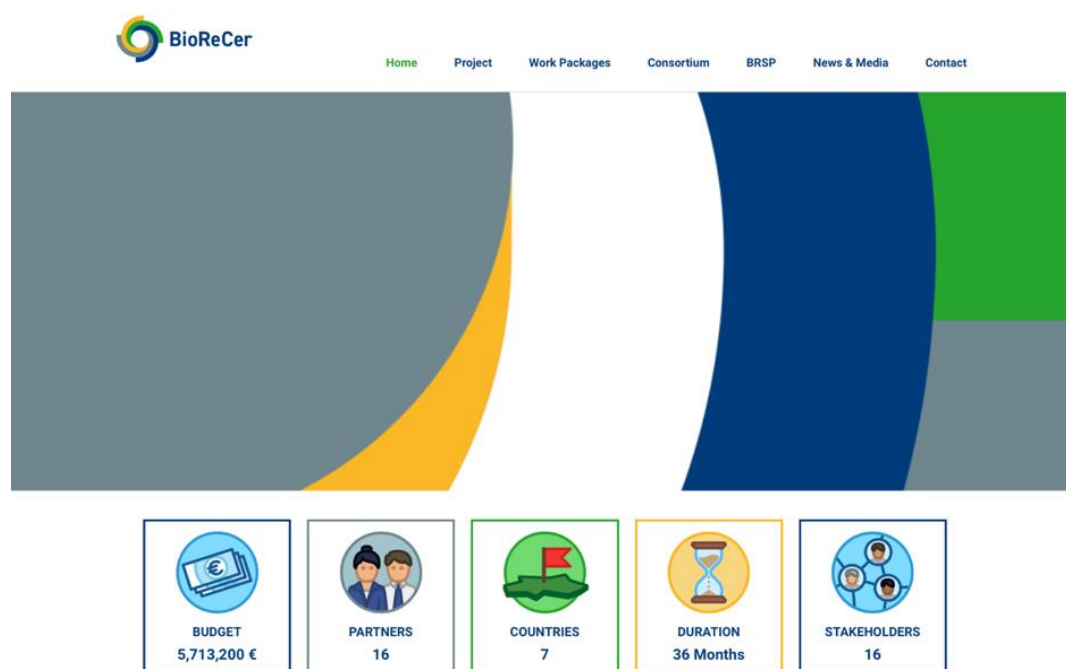 BioReCer
Home Project Work Packages Consortium BRSP News & Media Contact
€
BUDGET
5,713,200 €
PARTNERS
16
COUNTRIES
7
DURATION
36 Months
STAKEHOLDERS
16